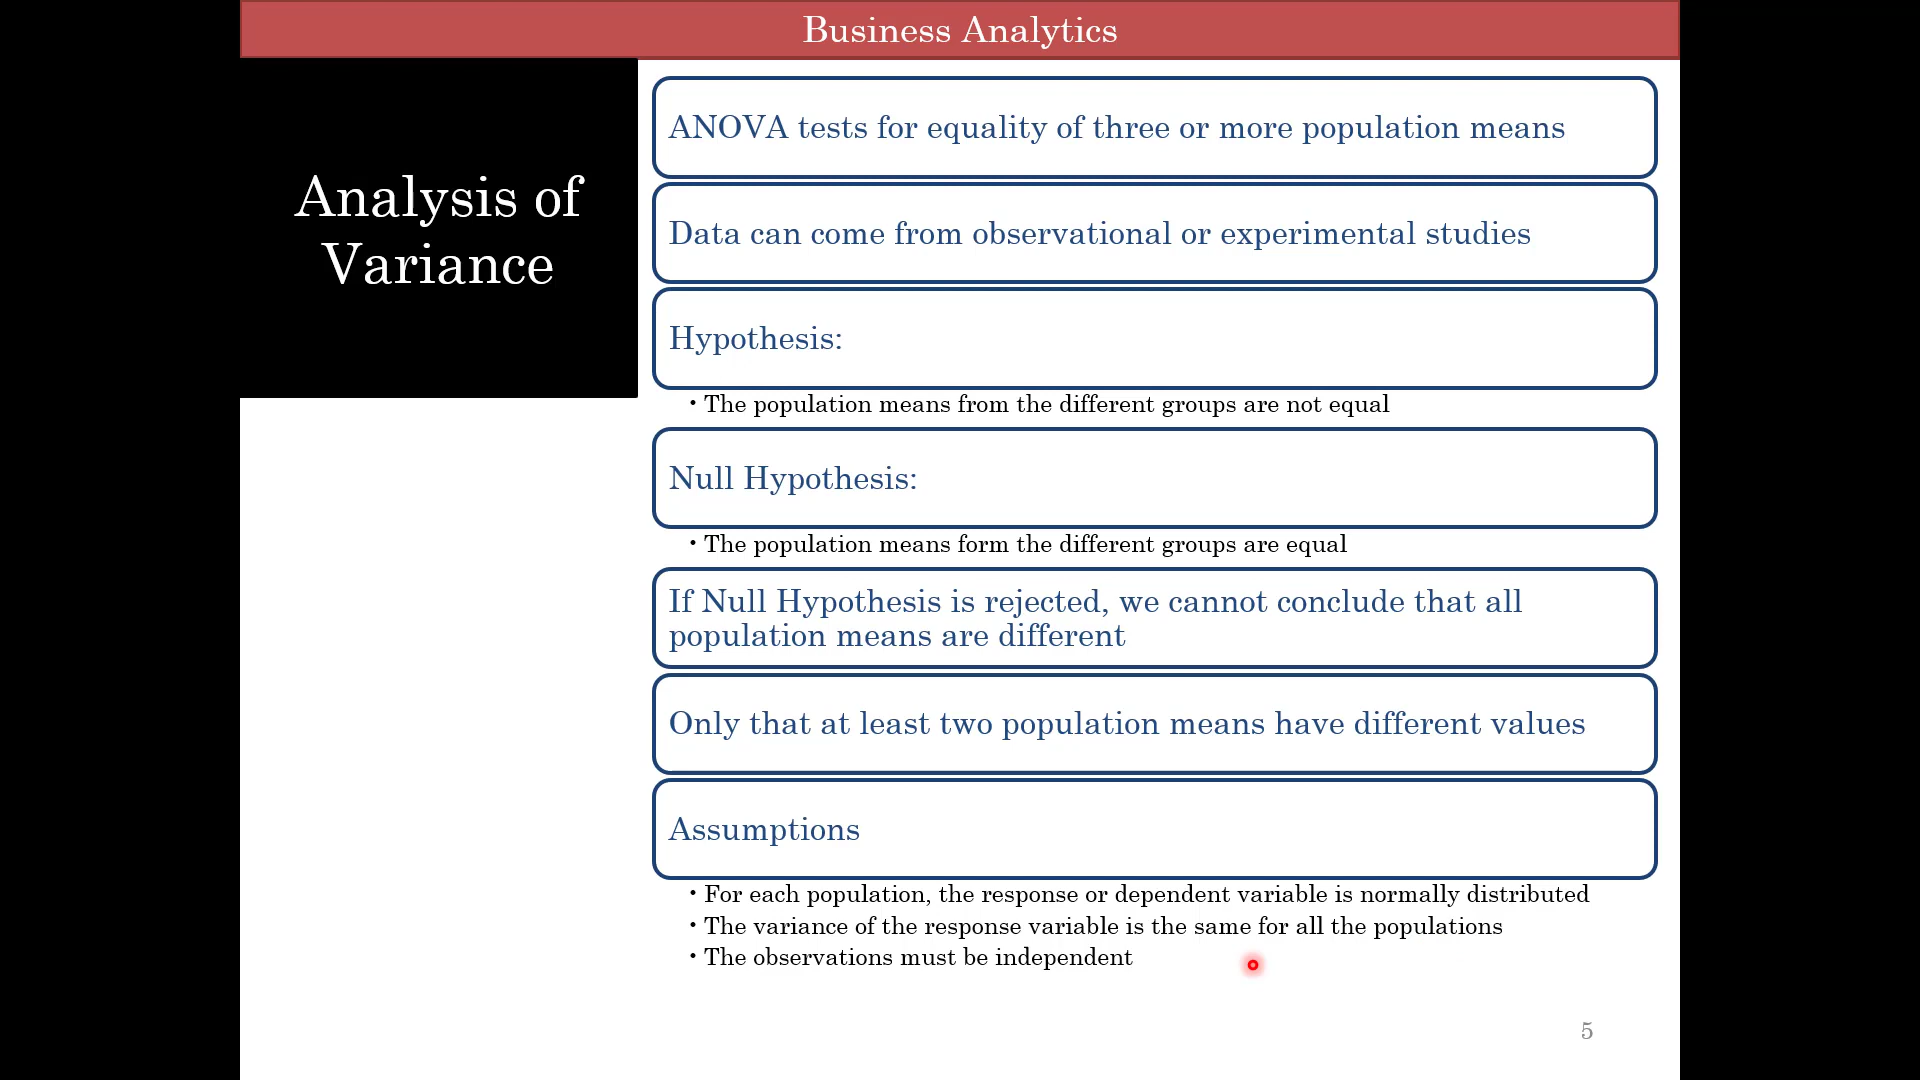 Business Analytics
Analysis of
Variance
ANOVA tests for equality of three or more population means
Data can come from observational or experimental studies
Hypothesis:
• The population means from the different groups are not equal
Null Hypothesis:
• The population means form the different groups are equal
If Null Hypothesis is rejected, we cannot conclude that all
population means are different
Only that at least two population means have different values
Assumptions
• For each population, the response or dependent variable is normally distributed
• The variance of the response variable is the same for all the populations
• The observations must be independent
5